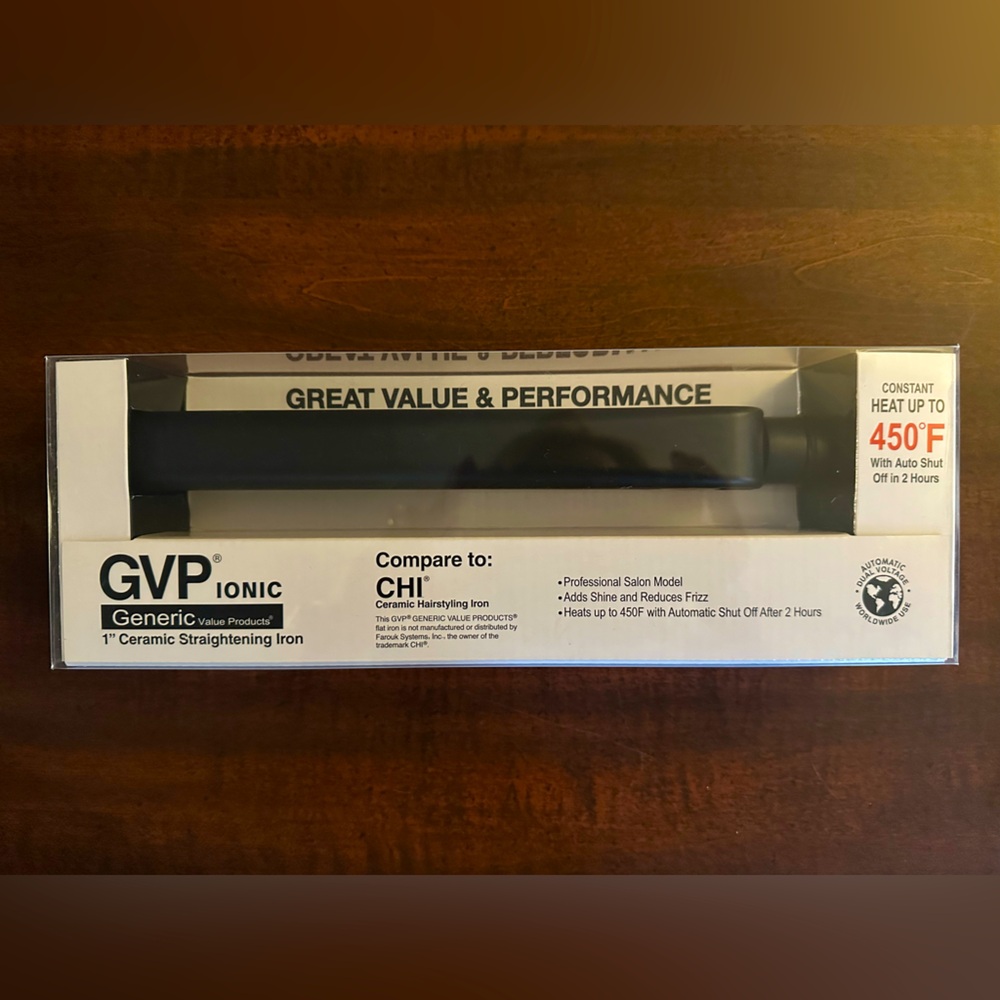 GREAT VALUE & PERFORMANCE
CONSTANT
HEAT UP TO
450°F
With Auto Shut
Off in 2 Hours
GVP® IONIC
Generic Value Products®
1” Ceramic Straightening Iron
Compare to:
CHI®
Ceramic Hairstyling Iron
This GVP® GENERIC VALUE PRODUCTS®
flat iron is not manufactured or distributed by
Farouk Systems, Inc., the owner of the
trademark CHI®.
•Professional Salon Model
•Adds Shine and Reduces Frizz
•Heats up to 450F with Automatic Shut Off After 2 Hours
AUTOMATIC
• DUAL VOLTAGE •
WORLDWIDE USE